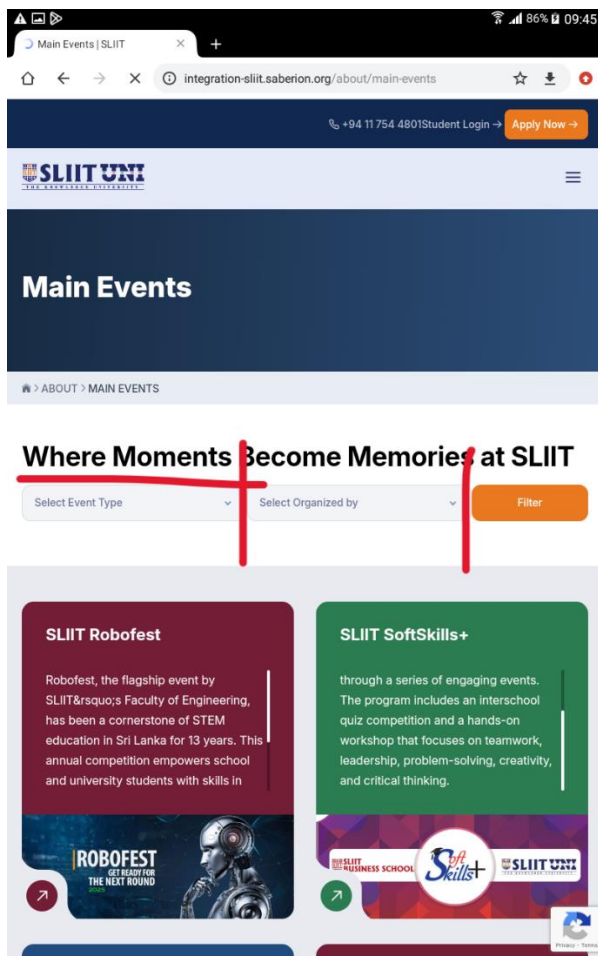 86% 09:45
Main Events | SLIIT
integration-sliit.saberion.org/about/main-events
+94 11 754 4801Student Login → Apply Now →
SLIIT UNI
THE KNOWLEDGE UNIVERSITY
Main Events
> ABOUT > MAIN EVENTS
Where Moments Become Memories at SLIIT
Select Event Type
Select Organized by
Filter
SLIIT Robofest
Robofest, the flagship event by
SLIIT&rsquo;s Faculty of Engineering,
has been a cornerstone of STEM
education in Sri Lanka for 13 years. This
annual competition empowers school
and university students with skills in
ROBOFEST
GET READY FOR
THE NEXT ROUND
2025
SLIIT SoftSkills+
through a series of engaging events.
The program includes an interschool
quiz competition and a hands-on
workshop that focuses on teamwork,
leadership, problem-solving, creativity,
and critical thinking.
SLIIT
BUSINESS SCHOOL
Soft
Skills+
SLIIT UNI
Privacy - Terms